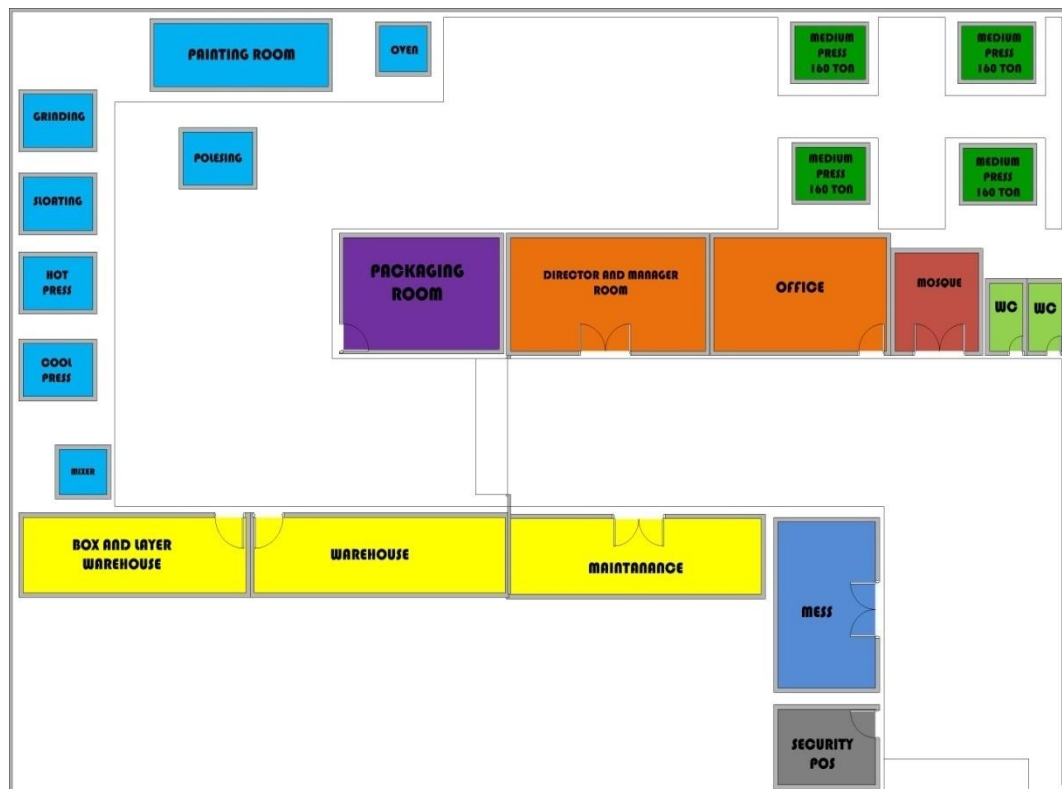 PAINTING ROOM
OVEN
MEDIUM
PRESS
160 TON
MEDIUM
PRESS
160 TON
GRINDING
POLESING
MEDIUM
PRESS
160 TON
MEDIUM
PRESS
160 TON
SLOATING
HOT
PRESS
PACKAGING
ROOM
DIRECTOR AND MANAGER
ROOM
OFFICE
MOSQUE
WC
WC
COOL
PRESS
MIXER
BOX AND LAYER
WAREHOUSE
WAREHOUSE
MAINTANANCE
MESS
SECURITY
POS